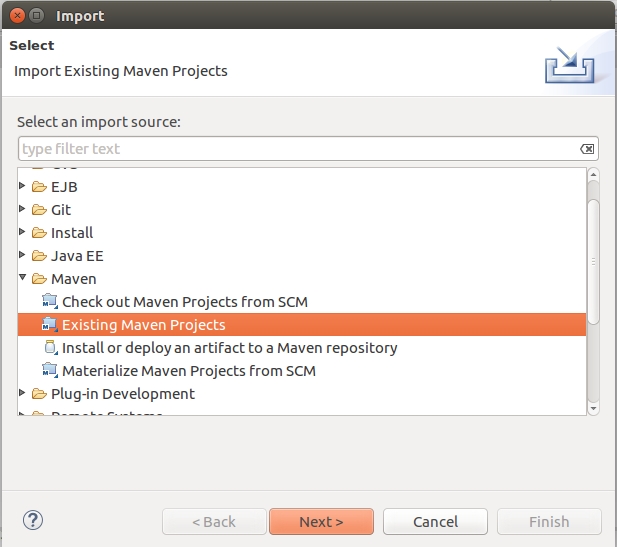 Import
Select
Import Existing Maven Projects
Select an import source:
type filter text
EJB
Git
Install
Java EE
Maven
Check out Maven Projects from SCM
Existing Maven Projects
Install or deploy an artifact to a Maven repository
Materialize Maven Projects from SCM
Plug-in Development
Remote Systems
? < Back Next > Cancel Finish